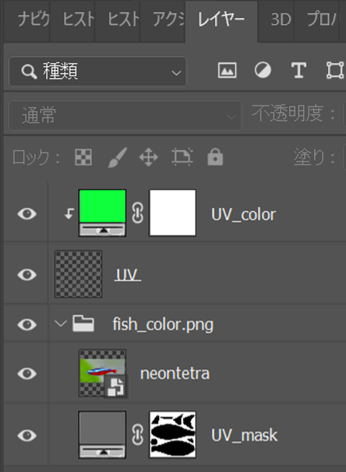 ナビゲ ヒスト ヒスト アクシ レイヤー 3D プロパ
種類
通常 不透明度：
ロック： 塗り：
UV_color
UV
fish_color.png
neontetra
UV_mask